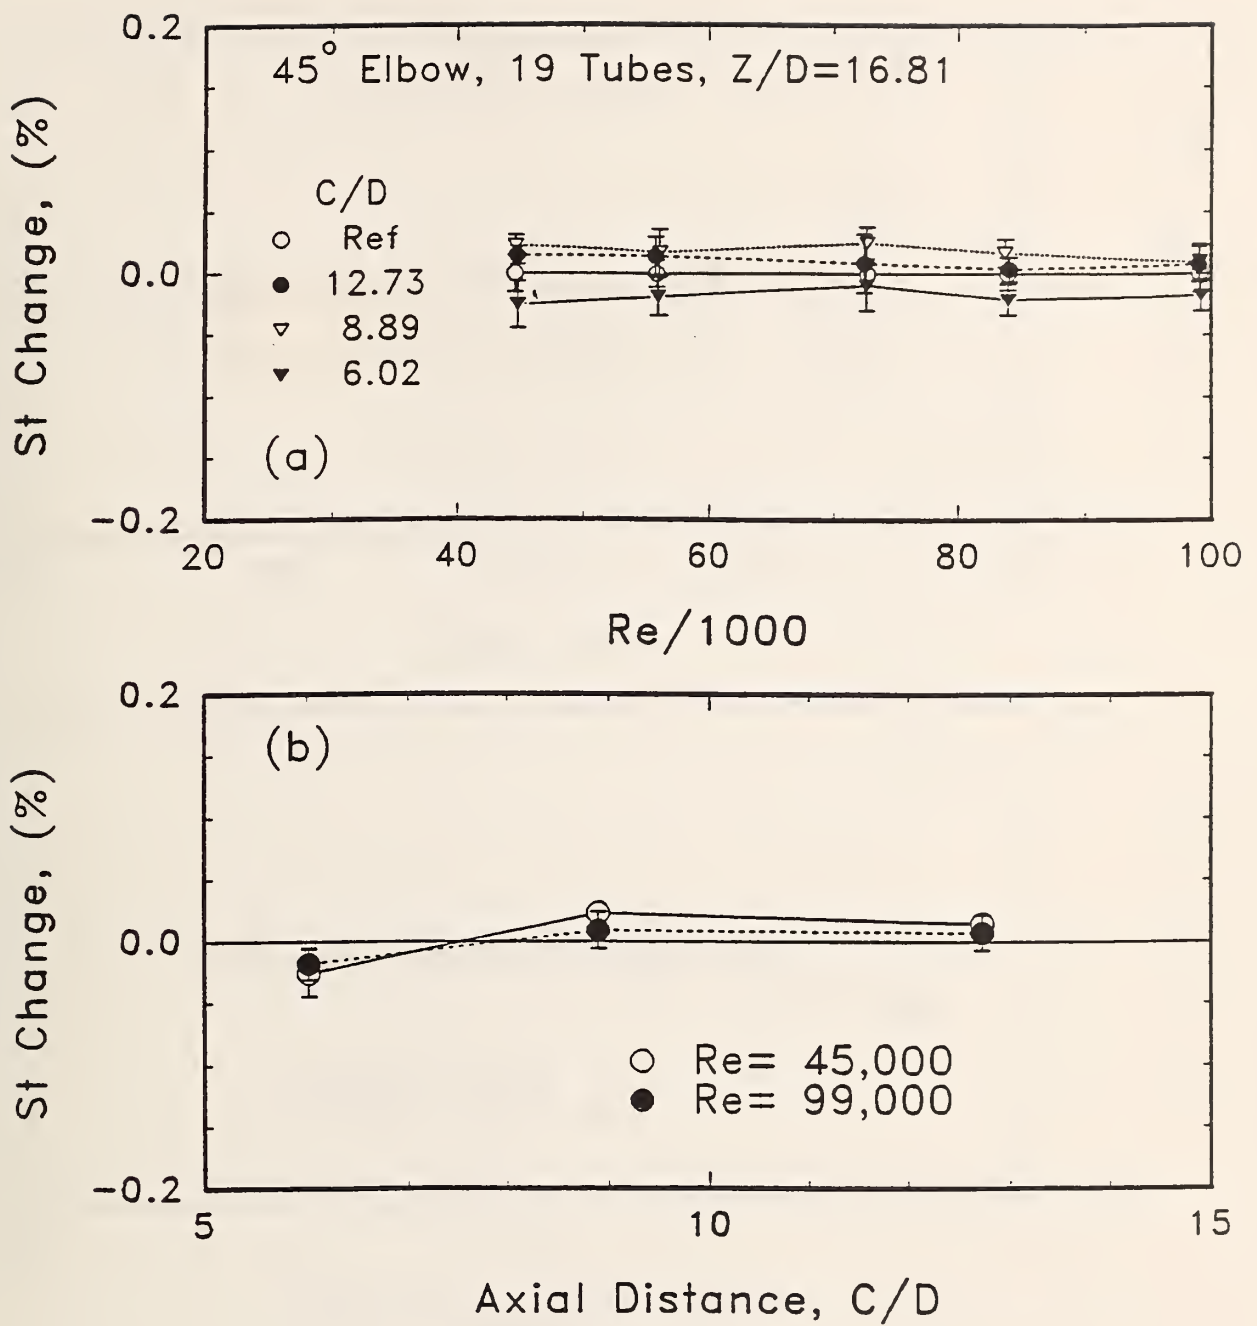 0.2
45° Elbow, 19 Tubes, Z/D=16.81
St Change, (%)
C/D
Ref
12.73
8.89
6.02
0.0
(a)
-0.2
20 40 60 80 100
Re/1000
0.2
(b)
St Change, (%)
0.0
Re= 45,000
Re= 99,000
-0.2
5 10 15
Axial Distance, C/D